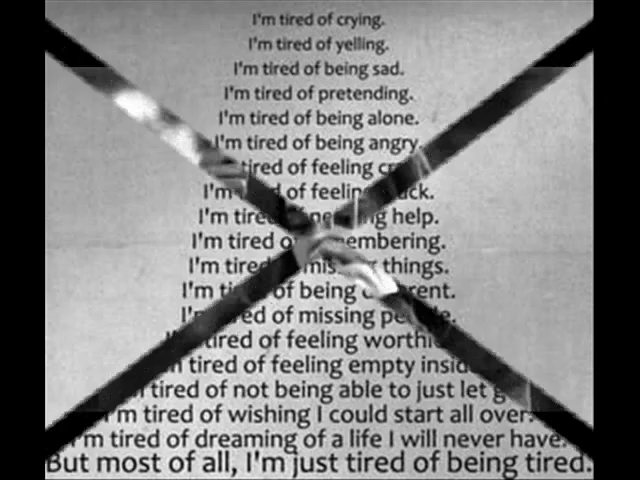 I'm tired of crying.
I'm tired of yelling.
I'm tired of being sad.
I'm tired of pretending.
I'm tired of being alone.
I'm tired of being angry
tired of feeling
I'm of feeling
I'm tired help.
I'm tired
I'm tired things.
I'm of being
of missing
tired of feeling
tired of feeling empty
tired of not being able to just let
I'm tired of wishing I could start all over.
I'm tired of dreaming of a life I will never have.
But most of all, I'm just tired of being tired.